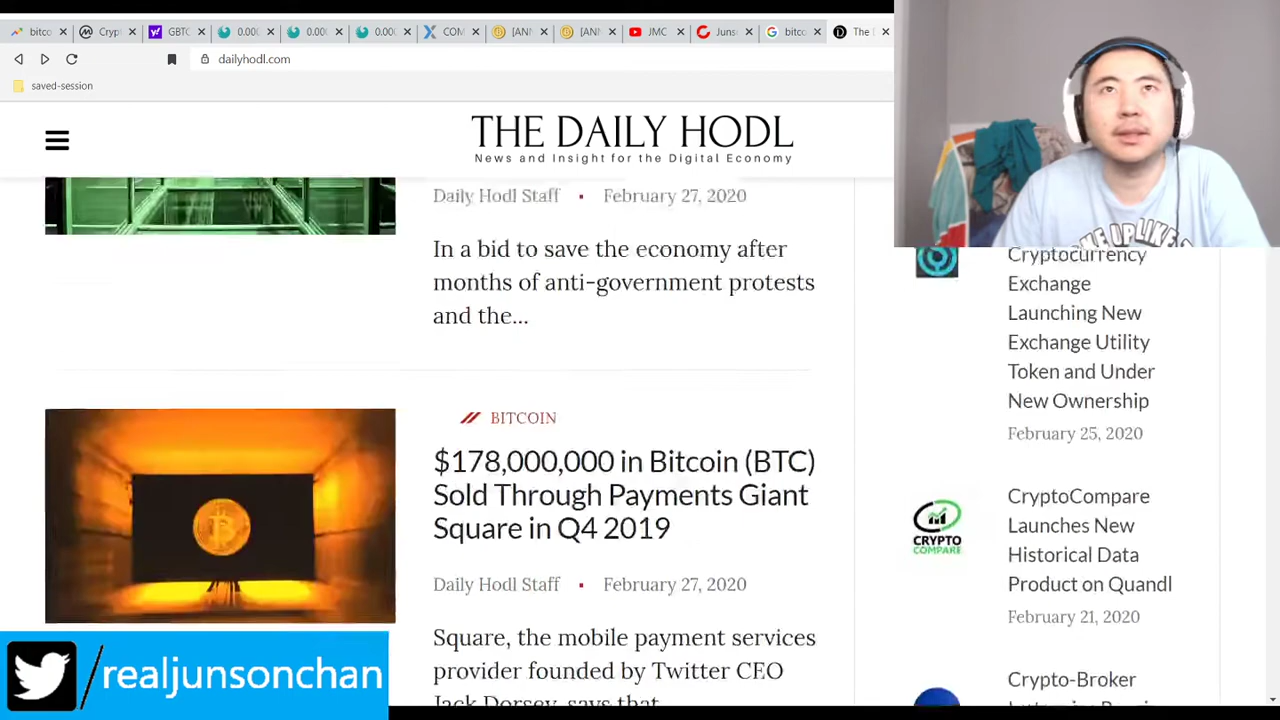 bitco
Cryp
GBT
0.00
0.00
0.00
COM
[AN
[AN
JMC
Juns
bitco
The
dailyhodl.com
saved-session
THE DAILY HODL
News and Insight for the Digital Economy
Daily Hodl Staff ▪ February 27, 2020
In a bid to save the economy after
months of anti-government protests
and the...
BITCOIN
$178,000,000 in Bitcoin (BTC)
Sold Through Payments Giant
Square in Q4 2019
Daily Hodl Staff ▪ February 27, 2020
Square, the mobile payment services
provider founded by Twitter CEO
Jack Dorsey, says that
Cryptocurrency
Exchange
Launching New
Exchange Utility
Token and Under
New Ownership
February 25, 2020
CRYPTO
COMPARE
CryptoCompare
Launches New
Historical Data
Product on Quandl
February 21, 2020
Crypto-Broker
/realjunsonchan